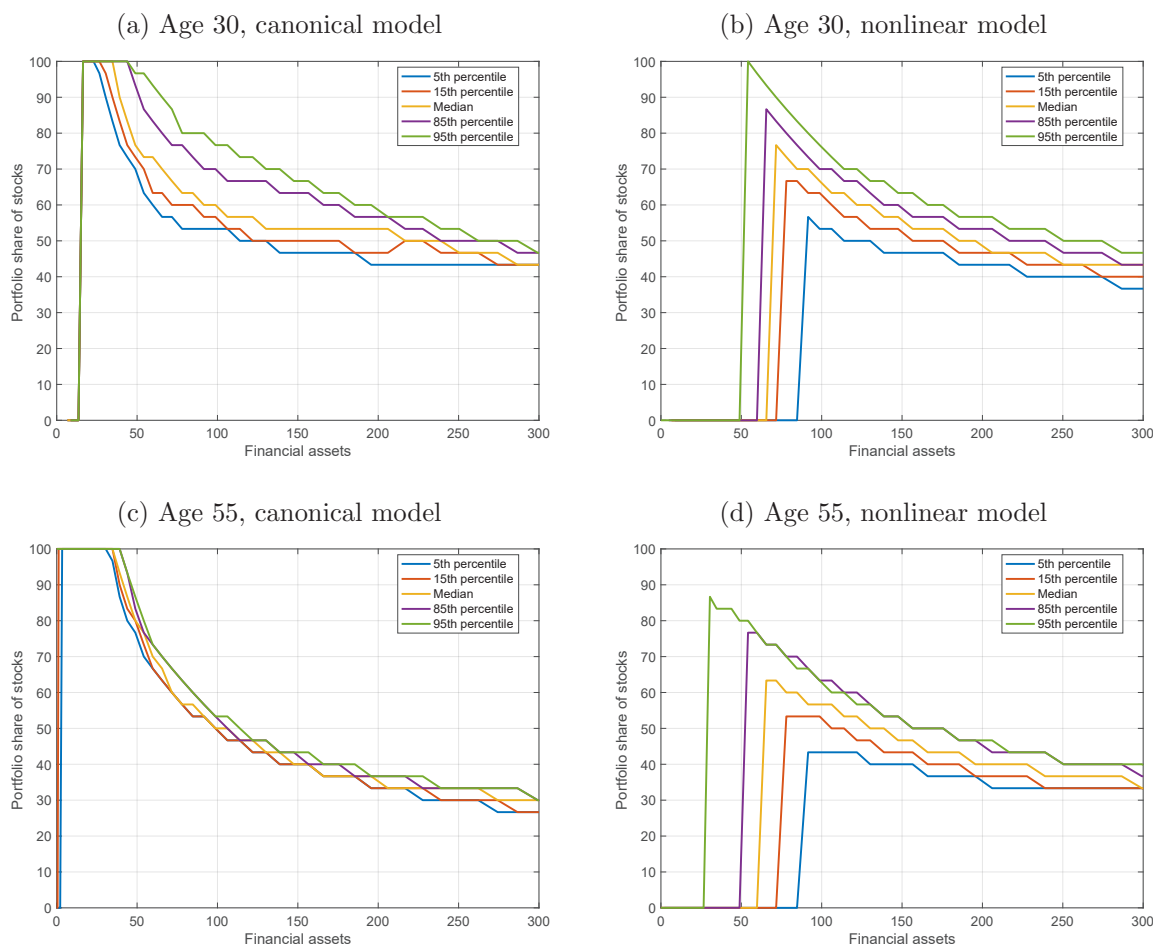 (a) Age 30, canonical model
100
90
80
70
60
50
40
30
20
10
0
Portfolio share of stocks
5th percentile
15th percentile
Median
85th percentile
95th percentile
0 50 100 150 200 250 300
Financial assets
(b) Age 30, nonlinear model
100
90
80
70
60
50
40
30
20
10
0
Portfolio share of stocks
5th percentile
15th percentile
Median
85th percentile
95th percentile
0 50 100 150 200 250 300
Financial assets
(c) Age 55, canonical model
100
90
80
70
60
50
40
30
20
10
0
Portfolio share of stocks
5th percentile
15th percentile
Median
85th percentile
95th percentile
0 50 100 150 200 250 300
Financial assets
(d) Age 55, nonlinear model
100
90
80
70
60
50
40
30
20
10
0
Portfolio share of stocks
5th percentile
15th percentile
Median
85th percentile
95th percentile
0 50 100 150 200 250 300
Financial assets